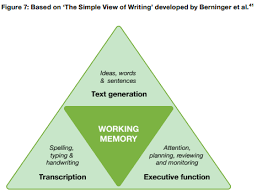 Figure 7: Based on ‘The Simple View of Writing’ developed by Berninger et al.⁴¹
Ideas, words
& sentences
Text generation
WORKING
MEMORY
Spelling,
typing &
handwriting
Transcription
Attention,
planning, reviewing
and monitoring
Executive function